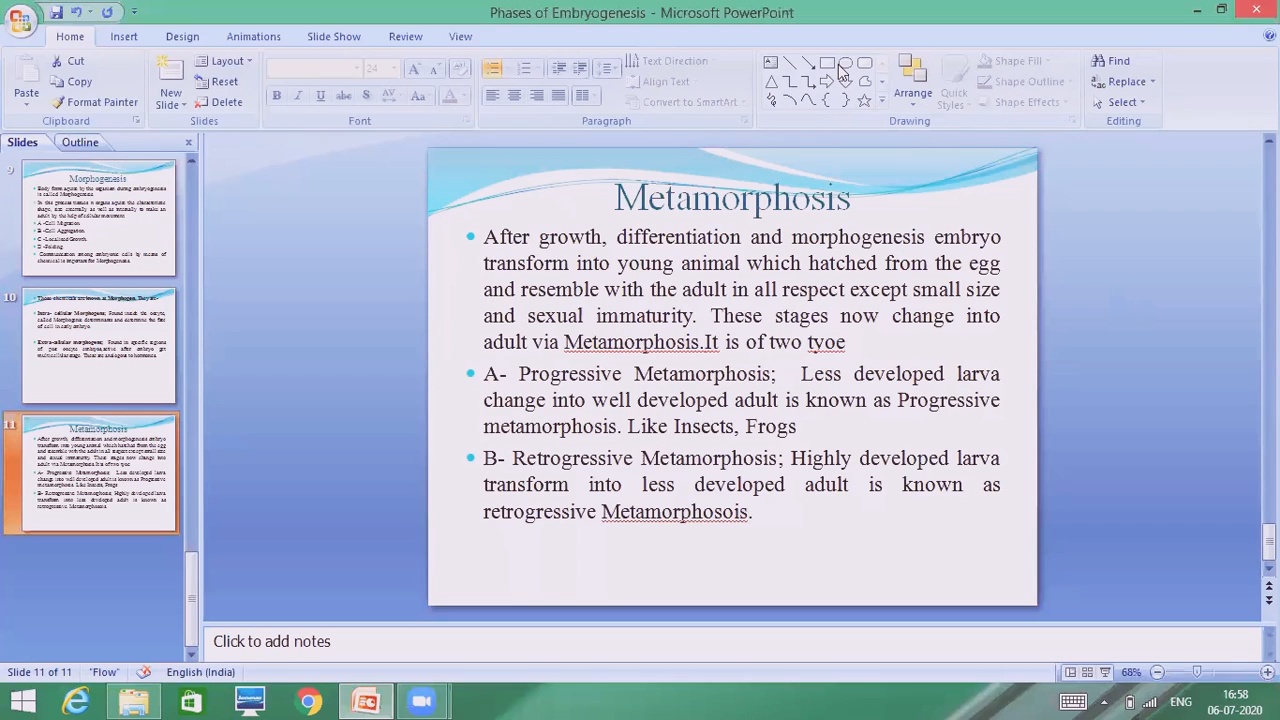 Phases of Embryogenesis - Microsoft PowerPoint
Home Insert Design Animations Slide Show Review View
Cut
Copy
Format Painter
Paste
Clipboard
New Slide
Layout
Reset
Delete
Slides
24
Font
Text Direction
Align Text
Convert to SmartArt
Paragraph
Arrange
Quick Styles
Drawing
Shape Fill
Shape Outline
Shape Effects
Find
Replace
Select
Editing
Slides Outline
9
Morphogenesis
10
11
Metamorphosis
Metamorphosis
After growth, differentiation and morphogenesis embryo
transform into young animal which hatched from the egg
and resemble with the adult in all respect except small size
and sexual immaturity. These stages now change into
adult via Metamorphosis.It is of two tyoe
A- Progressive Metamorphosis; Less developed larva
change into well developed adult is known as Progressive
metamorphosis. Like Insects, Frogs
B- Retrogressive Metamorphosis; Highly developed larva
transform into less developed adult is known as
retrogressive Metamorphosois.
Click to add notes
Slide 11 of 11 "Flow" English (India) 68%
ENG
16:58
06-07-2020